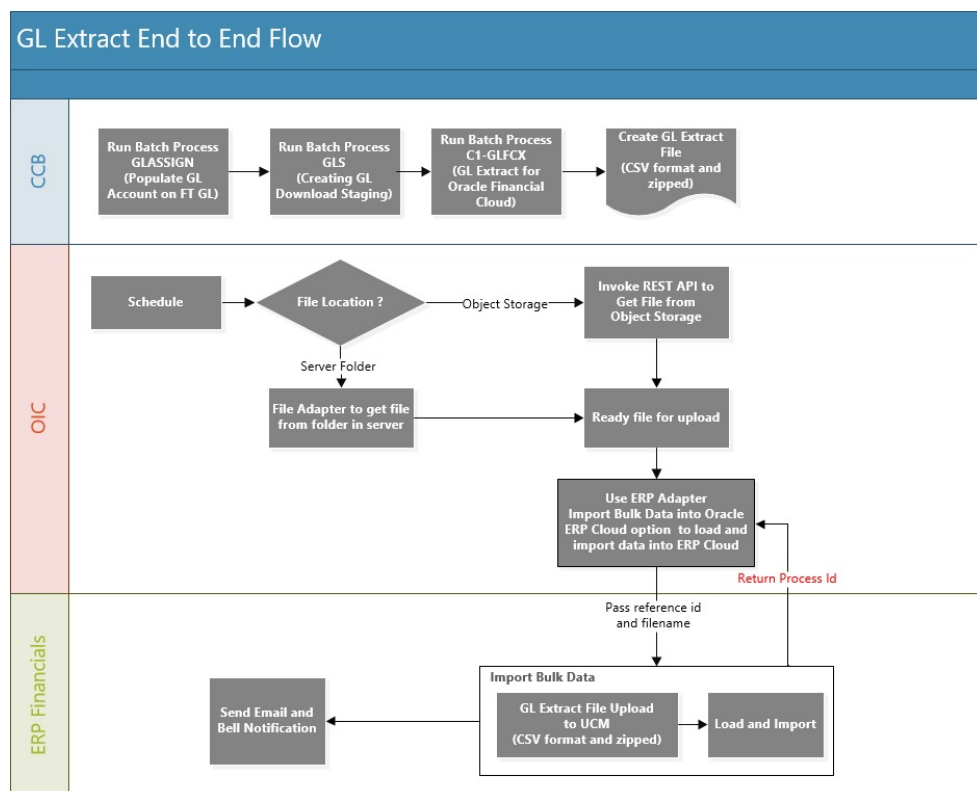 GL Extract End to End Flow
CCB
Run Batch Process
GLASSIGN
(Populate GL
Account on FT GL)
Run Batch Process
GLS
(Creating GL
Download Staging)
Run Batch Process
C1-GLFCX
(GL Extract for
Oracle Financial
Cloud)
Create GL Extract
File
(CSV format and
zipped)
OIC
Schedule
File Location ?
Object Storage
Invoke REST API to
Get File from
Object Storage
Server Folder
File Adapter to get file
from folder in server
Ready file for upload
Use ERP Adapter
Import Bulk Data into Oracle
ERP Cloud option to load and
import data into ERP Cloud
Return Process Id
Pass reference id
and filename
ERP Financials
Import Bulk Data
Send Email and
Bell Notification
GL Extract File Upload
to UCM
(CSV format and zipped)
Load and Import